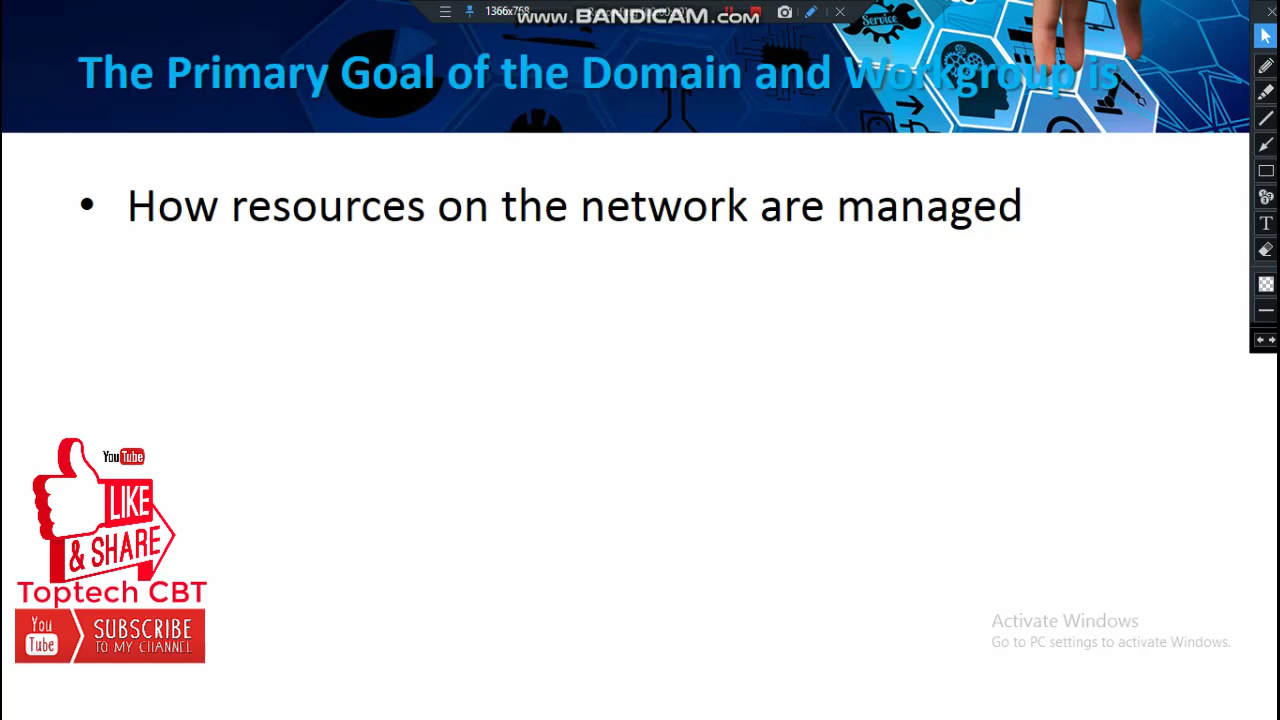 1366x768
www.BANDICAM.com
Service
The Primary Goal of the Domain and Workgroup is
• How resources on the network are managed
You Tube
LIKE
& SHARE
Toptech CBT
You Tube
SUBSCRIBE
TO MY CHANNEL
Activate Windows
Go to PC settings to activate Windows.